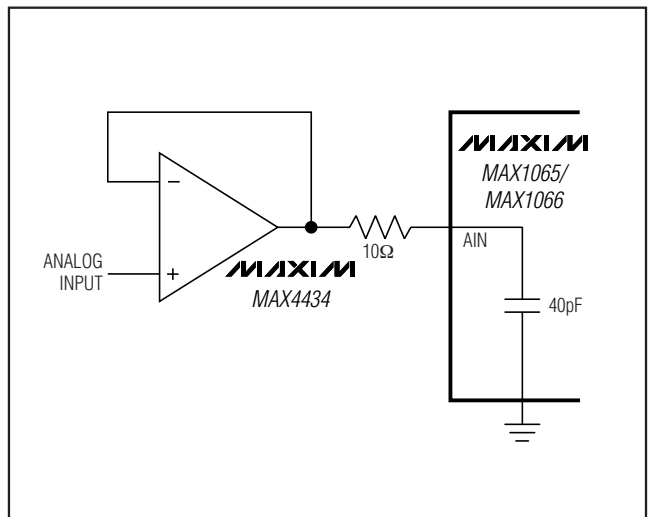 MAXIM
MAX1065/
MAX1066
−
ANALOG
INPUT
+
10Ω
AIN
MAXIM
MAX4434
40pF